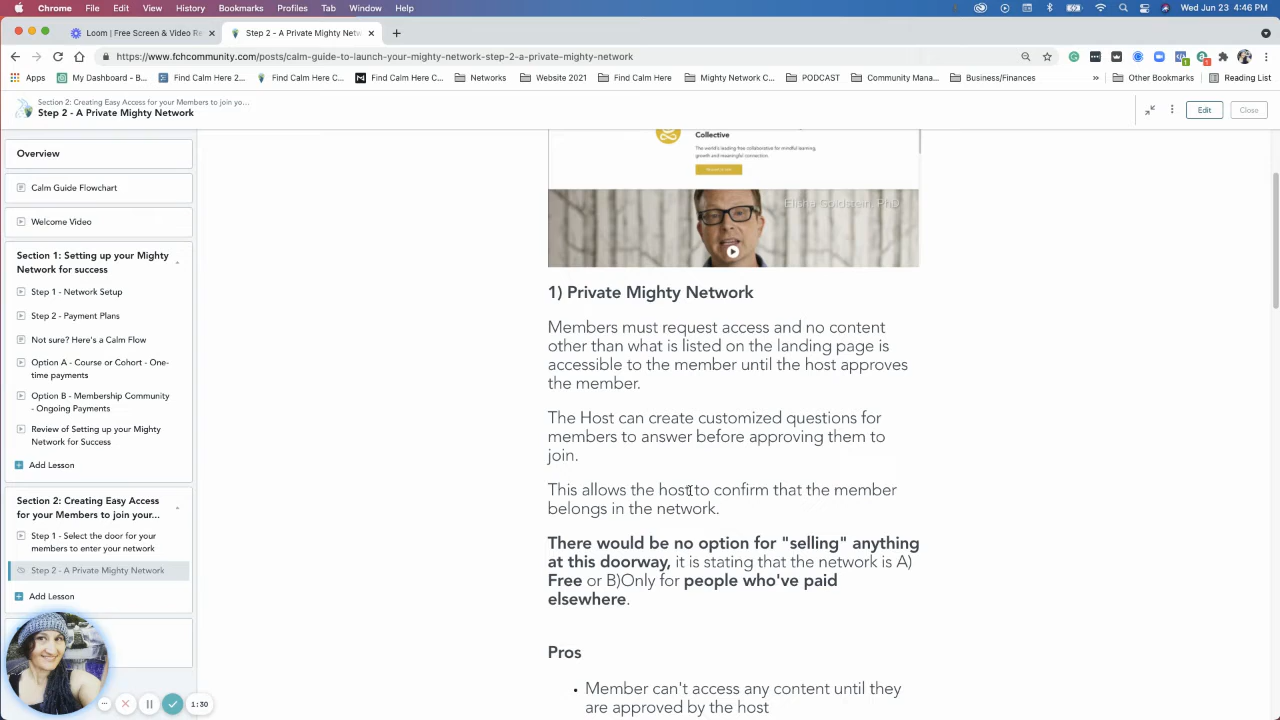 Chrome File Edit View History Bookmarks Profiles Tab Window Help Mon Jun 21 4:46 PM
Loom | Free Screen & Video Re
Step 2 - A Private Mighty Netw
https://www.fchcommunity.com/posts/calm-guide-to-launching-your-mighty-network-step-2-a-private-mighty-network
Apps
My Dashboard - B...
Find Calm Here 2...
Find Calm Here C...
Find Calm Here C...
Networks
Website 2021
Find Calm Here
Mighty Network C...
PODCAST
Community Mana...
Business/Finances
»
Other Bookmarks
Reading List
Section 2: Creating Easy Access for your Members to join yo...
Step 2 - A Private Mighty Network
Edit
Close
Overview
Calm Guide Flowchart
Welcome Video
Section 1: Setting up your Mighty
Network for success
Step 1 - Network Setup
Step 2 - Payment Plans
Not sure? Here's a Calm Flow
Option A - Course or Cohort - One-
time payments
Option B - Membership Community
- Ongoing Payments
Review of Setting up your Mighty
Network for Success
Add Lesson
Section 2: Creating Easy Access
for your Members to join your...
Step 1 - Select the door for your
members to enter your network
Step 2 - A Private Mighty Network
Add Lesson
1:30
Collective
The world's leading free collaboration for mindful learning,
growth and meaningful connection.
Elisha Goldstein, PhD
1) Private Mighty Network
Members must request access and no content
other than what is listed on the landing page is
accessible to the member until the host approves
the member.
The Host can create customized questions for
members to answer before approving them to
join.
This allows the host to confirm that the member
belongs in the network.
There would be no option for "selling" anything
at this doorway, it is stating that the network is A)
Free or B)Only for people who've paid
elsewhere.
Pros
• Member can't access any content until they
are approved by the host